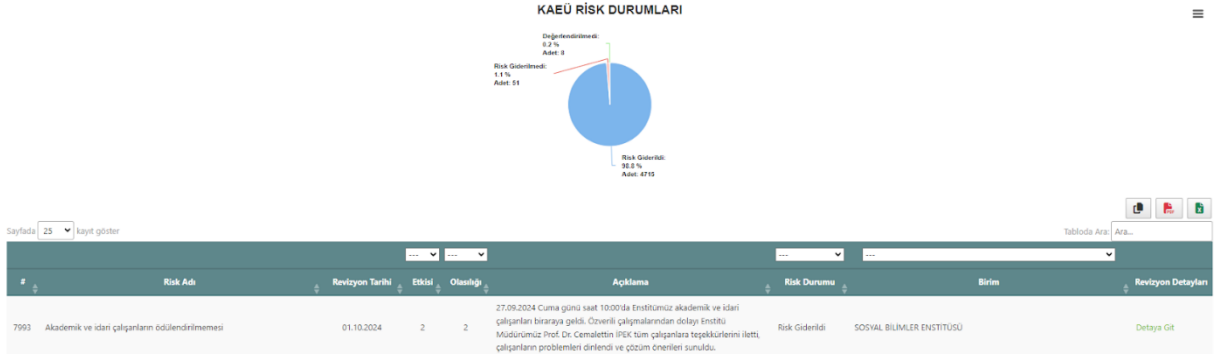 KAEÜ RİSK DURUMLARI
Değerlendirilmedi:
0.2 %
Adet: 8
Risk Giderilmedi:
1.1 %
Adet: 51
Risk Giderildi:
98.8 %
Adet: 4715
Sayfada 25 kayıt göster
Tabloda Ara: Ara...
--- --- --- ---
# Risk Adı Revizyon Tarihi Etkisi Olasılığı Açıklama Risk Durumu Birim Revizyon Detayları
27.09.2024 Cuma günü saat 10:00'da Enstitümüz akademik ve idari
çalışanları biraraya geldi. Özverili çalışmalarından dolayı Enstitü
7993 Akademik ve idari çalışanların ödülendirilmemesi 01.10.2024 2 2 Müdürümüz Prof. Dr. Cemalettin İPEK tüm çalışanlara teşekkürlerini iletti, Risk Giderildi SOSYAL BİLİMLER ENSTİTÜSÜ Detaya Git
çalışanların problemleri dinlendi ve çözüm önerileri sunuldu.